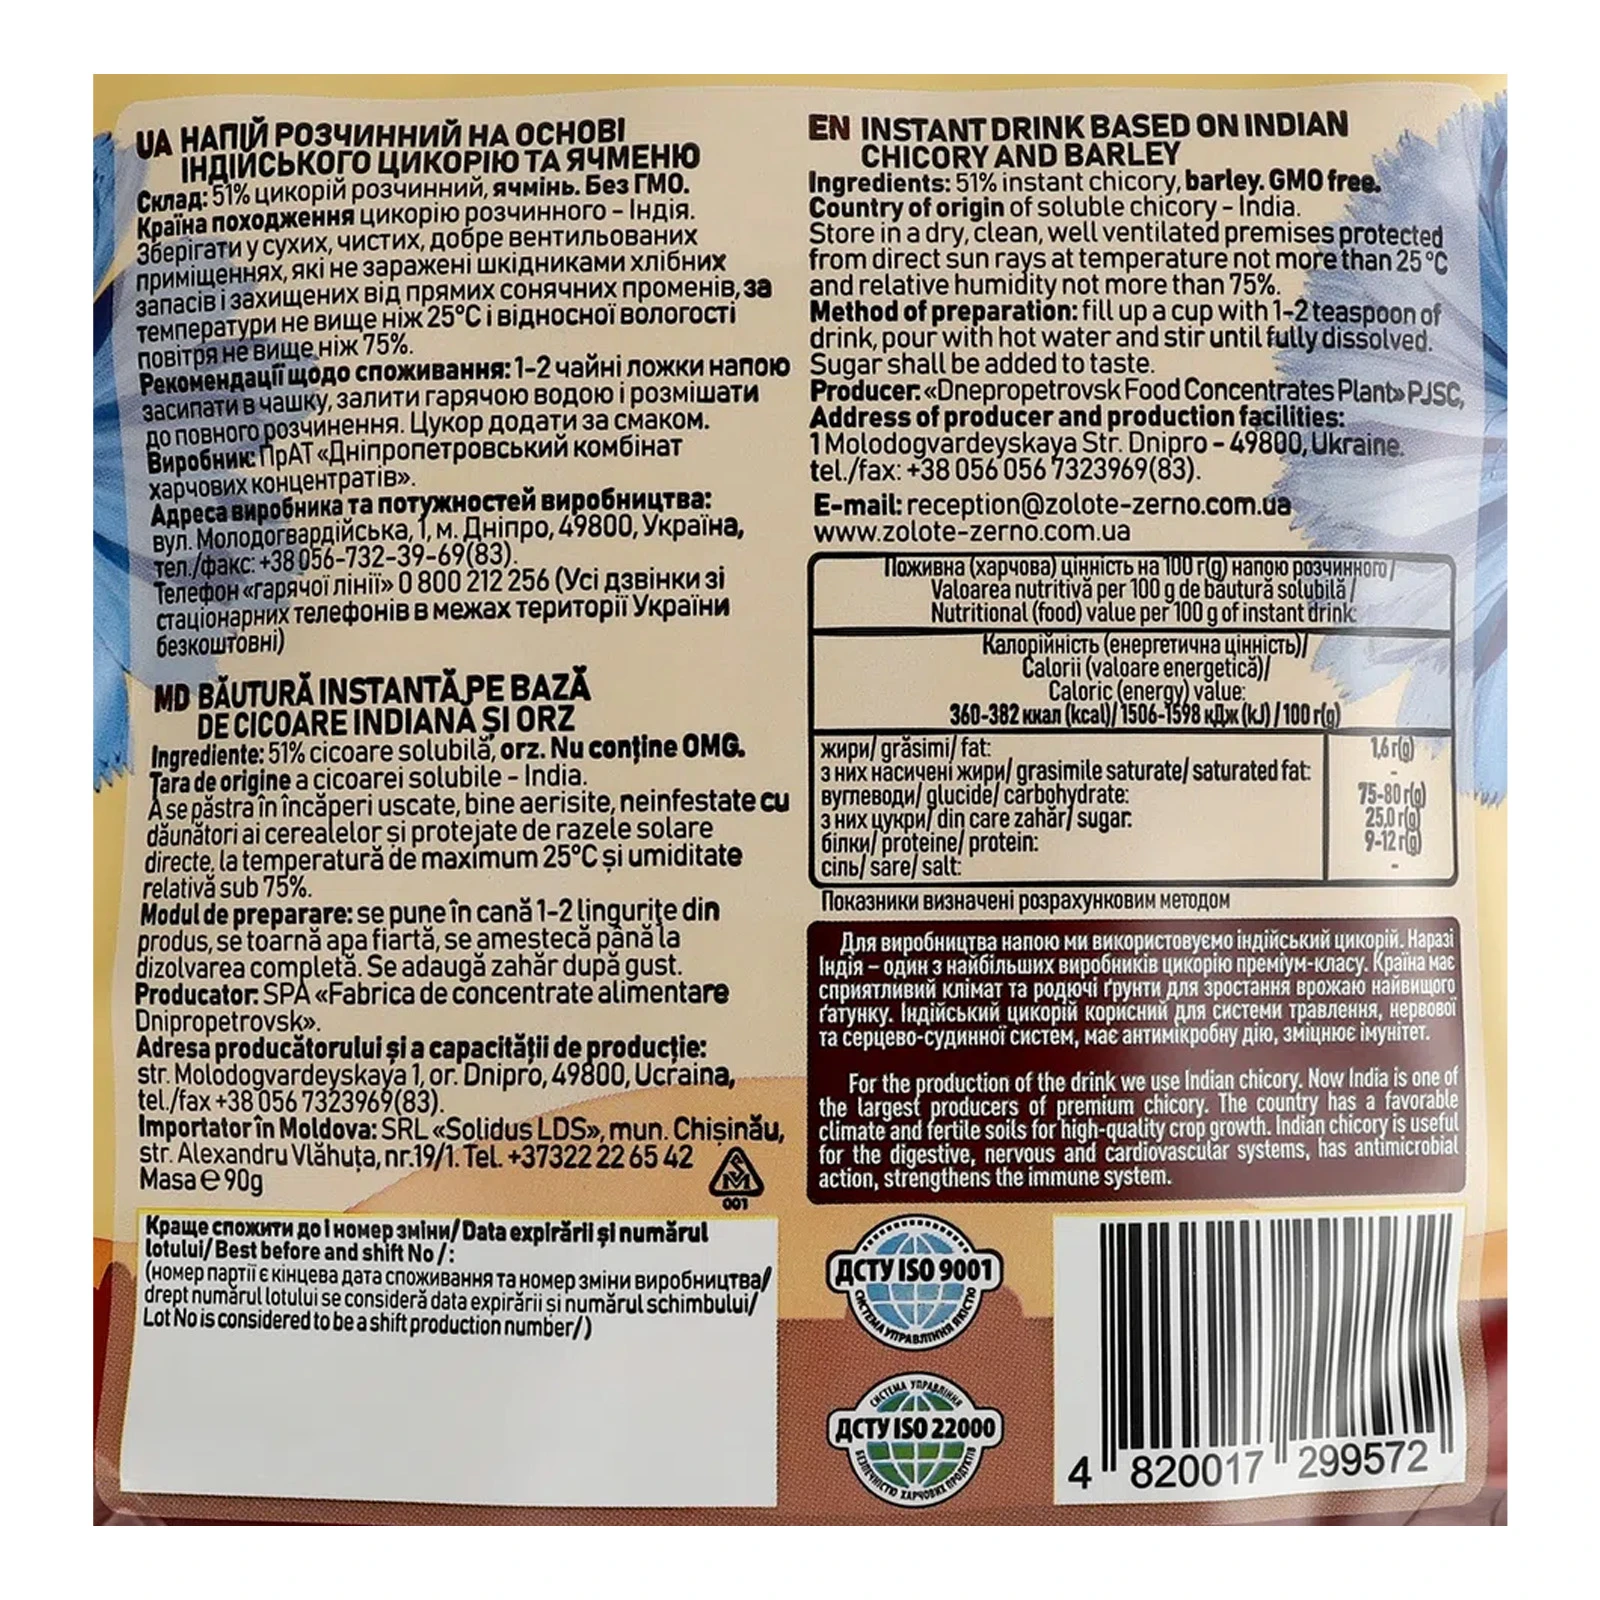 UA НАПІЙ РОЗЧИННИЙ НА ОСНОВІ
ІНДІЙСЬКОГО ЦИКОРІЮ ТА ЯЧМЕНЮ
Склад: 51% цикорій розчинний, ячмінь. Без ГМО.
Країна походження цикорію розчинного – Індія.
Зберігати у сухих, чистих, добре вентильованих
приміщеннях, які не заражені шкідниками хлібних
запасів і захищених від прямих сонячних променів, за
температури не вище ніж 25°C і відносної вологості
повітря не вище ніж 75%.
Рекомендації щодо споживання: 1-2 чайні ложки напою
засипати в чашку, залити гарячою водою і розмішати
до повного розчинення. Цукор додати за смаком.
Виробник: ПрАТ «Дніпропетровський комбінат
харчових концентратів».
Адреса виробника та потужностей виробництва:
вул. Молодогвардійська, 1, м. Дніпро, 49800, Україна,
тел./факс: +38 056-732-39-69(83).
Телефон «гарячої лінії» 0 800 212 256 (Усі дзвінки зі
стаціонарних телефонів в межах території України
безкоштовні)
MD BĂUTURĂ INSTANTĂ PE BAZĂ
DE CICOARE INDIANĂ ȘI ORZ
Ingrediente: 51% cicoare solubilă, orz. Nu conține OMG.
Țara de origine a cicoarei solubile – India.
A se păstra în încăperi uscate, bine aerisite, neinfestate cu
dăunători ai cerealelor și protejate de razele solare
directe, la temperatură de maximum 25°C și umiditate
relativă sub 75%.
Modul de preparare: se pune în cană 1-2 lingurițe din
produs, se toarnă apa fiartă, se amestecă până la
dizolvarea completă. Se adaugă zahăr după gust.
Producator: SPA «Fabrica de concentrate alimentare
Dnipropetrovsk».
Adresa producătorului și a capacității de producție:
str. Molodogvardeyskaya 1, or. Dnipro, 49800, Ucraina,
tel./fax +38 056 7323969(83).
Importator în Moldova: SRL «Solidus LDS», mun. Chișinău,
str. Alexandru Vlăhuța, nr.19/1. Tel. +37322 22 65 42
Masa ℮ 90g
001
Краще спожити до і номер зміни/ Data expirării și numărul
lotului/ Best before and shift No /:
(номер партії є кінцева дата споживання та номер зміни виробництва/
drept numărul lotului se consideră data expirării și numărul schimbului/
Lot No is considered to be a shift production number/)
EN INSTANT DRINK BASED ON INDIAN
CHICORY AND BARLEY
Ingredients: 51% instant chicory, barley. GMO free.
Country of origin of soluble chicory – India.
Store in a dry, clean, well ventilated premises protected
from direct sun rays at temperature not more than 25 °C
and relative humidity not more than 75%.
Method of preparation: fill up a cup with 1-2 teaspoon of
drink, pour with hot water and stir until fully dissolved.
Sugar shall be added to taste.
Producer: «Dnepropetrovsk Food Concentrates Plant» PJSC,
Address of producer and production facilities:
1 Molodogvardeyskaya Str. Dnipro – 49800, Ukraine.
tel./fax: +38 056 056 7323969(83).
E-mail: reception@zolote-zerno.com.ua
www.zolote-zerno.com.ua
Поживна (харчова) цінність на 100 г(g) напою розчинного /
Valoarea nutritivă per 100 g de băutură solubilă /
Nutritional (food) value per 100 g of instant drink:
Калорійність (енергетична цінність)/
Calorii (valoare energetică)/
Caloric (energy) value:
360-382 ккал (kcal)/ 1506-1598 кДж (kJ) / 100 г(g)
жири/ grăsimi/ fat: 1,6 г(g)
з них насичені жири/ grasimile saturate/ saturated fat: -
вуглеводи/ glucide/ carbohydrate: 75-80 г(g)
з них цукри/ din care zahăr/ sugar: 25,0 г(g)
білки/ proteine/ protein: 9-12 г(g)
сіль/ sare/ salt: -
Показники визначені розрахунковим методом
Для виробництва напою ми використовуємо індійський цикорій. Наразі
Індія – один з найбільших виробників цикорію преміум-класу. Країна має
сприятливий клімат та родючі ґрунти для зростання врожаю найвищого
ґатунку. Індійський цикорій корисний для системи травлення, нервової
та серцево-судинної систем, має антимікробну дію, зміцнює імунітет.
For the production of the drink we use Indian chicory. Now India is one of
the largest producers of premium chicory. The country has a favorable
climate and fertile soils for high-quality crop growth. Indian chicory is useful
for the digestive, nervous and cardiovascular systems, has antimicrobial
action, strengthens the immune system.
ДСТУ ISO 9001
СИСТЕМА УПРАВЛІННЯ ЯКІСТЮ
СИСТЕМА УПРАВЛІННЯ
ДСТУ ISO 22000
БЕЗПЕЧНІСТЮ ХАРЧОВИХ ПРОДУКТІВ
4 820017 299572